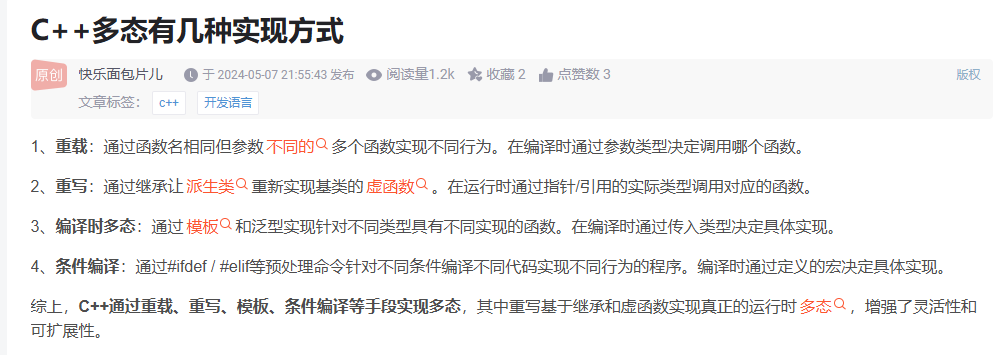 C++多态有几种实现方式
原创 快乐面包片儿 于 2024-05-07 21:55:43 发布 阅读量1.2k 收藏 2 点赞数 3 版权
文章标签： c++ 开发语言
1、重载：通过函数名相同但参数 不同的 多个函数实现不同行为。在编译时通过参数类型决定调用哪个函数。
2、重写：通过继承让 派生类 重新实现基类的 虚函数 。在运行时通过指针/引用的实际类型调用对应的函数。
3、编译时多态：通过 模板 和泛型实现针对不同类型具有不同实现的函数。在编译时通过传入类型决定具体实现。
4、条件编译：通过#ifdef / #elif等预处理命令针对不同条件编译不同代码实现不同行为的程序。编译时通过定义的宏决定具体实现。
综上，C++通过重载、重写、模板、条件编译等手段实现多态，其中重写基于继承和虚函数实现真正的运行时 多态 ，增强了灵活性和
可扩展性。